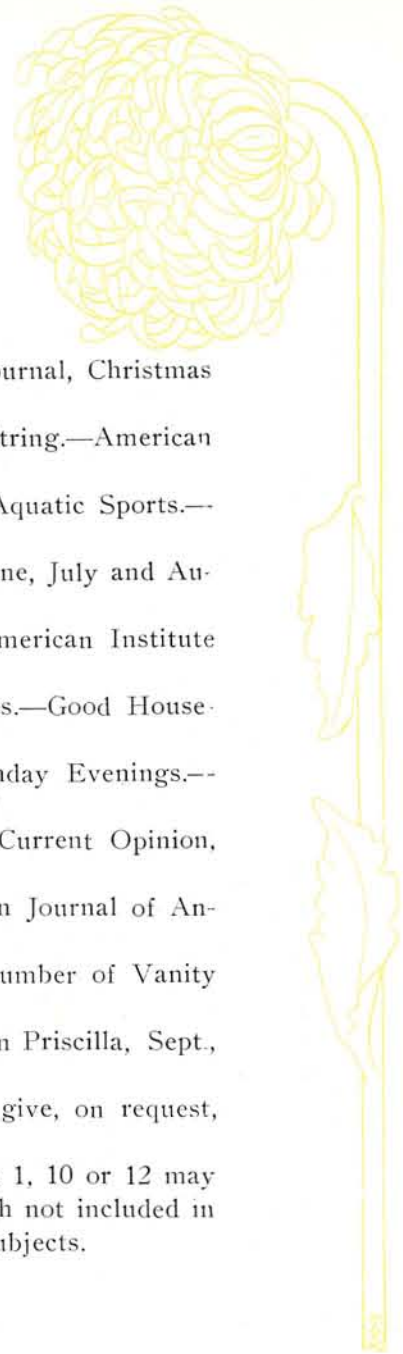 urnal, Christmas
tring.—American
Aquatic Sports.—
ne, July and Au-
merican Institute
s.—Good House-
nday Evenings.—
Current Opinion,
n Journal of An-
umber of Vanity
n Priscilla, Sept.,
give, on request,
1, 10 or 12 may
h not included in
ubjects.